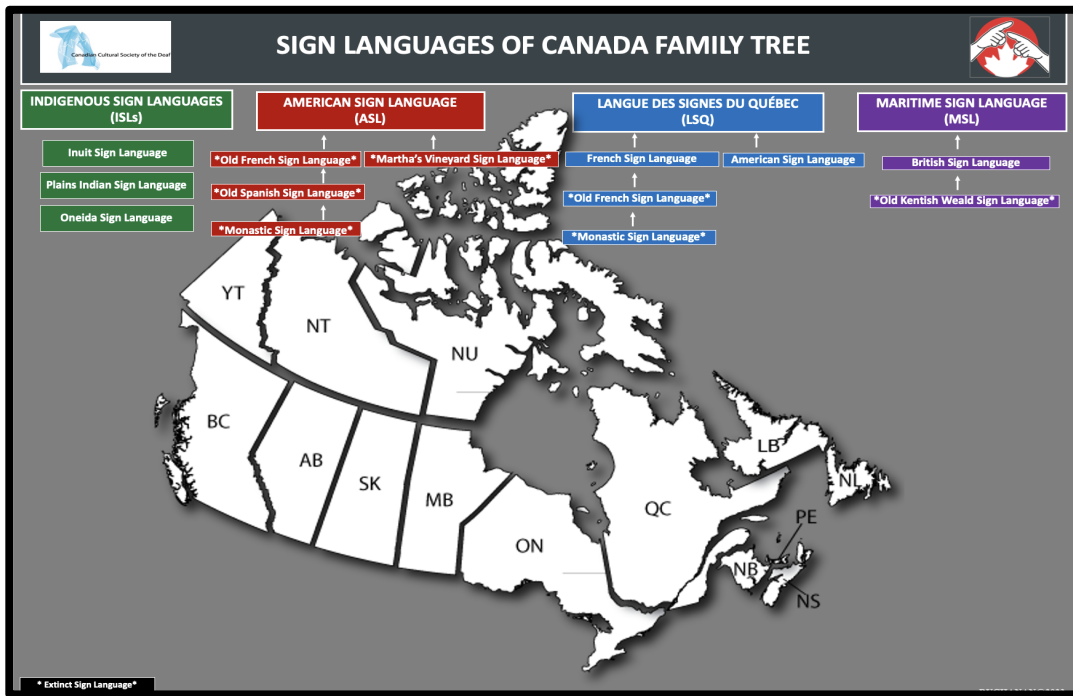 Canadian Cultural Society of the Deaf
SIGN LANGUAGES OF CANADA FAMILY TREE
INDIGENOUS SIGN LANGUAGES
(ISLs)
Inuit Sign Language
Plains Indian Sign Language
Oneida Sign Language
AMERICAN SIGN LANGUAGE
(ASL)
*Old French Sign Language*
*Martha's Vineyard Sign Language*
*Old Spanish Sign Language*
*Monastic Sign Language*
LANGUE DES SIGNES DU QUÉBEC
(LSQ)
French Sign Language
American Sign Language
*Old French Sign Language*
*Monastic Sign Language*
MARITIME SIGN LANGUAGE
(MSL)
British Sign Language
*Old Kentish Weald Sign Language*
YT
NT
NU
BC
AB
SK
MB
ON
QC
LB
NL
PE
NB
NS
* Extinct Sign Language*